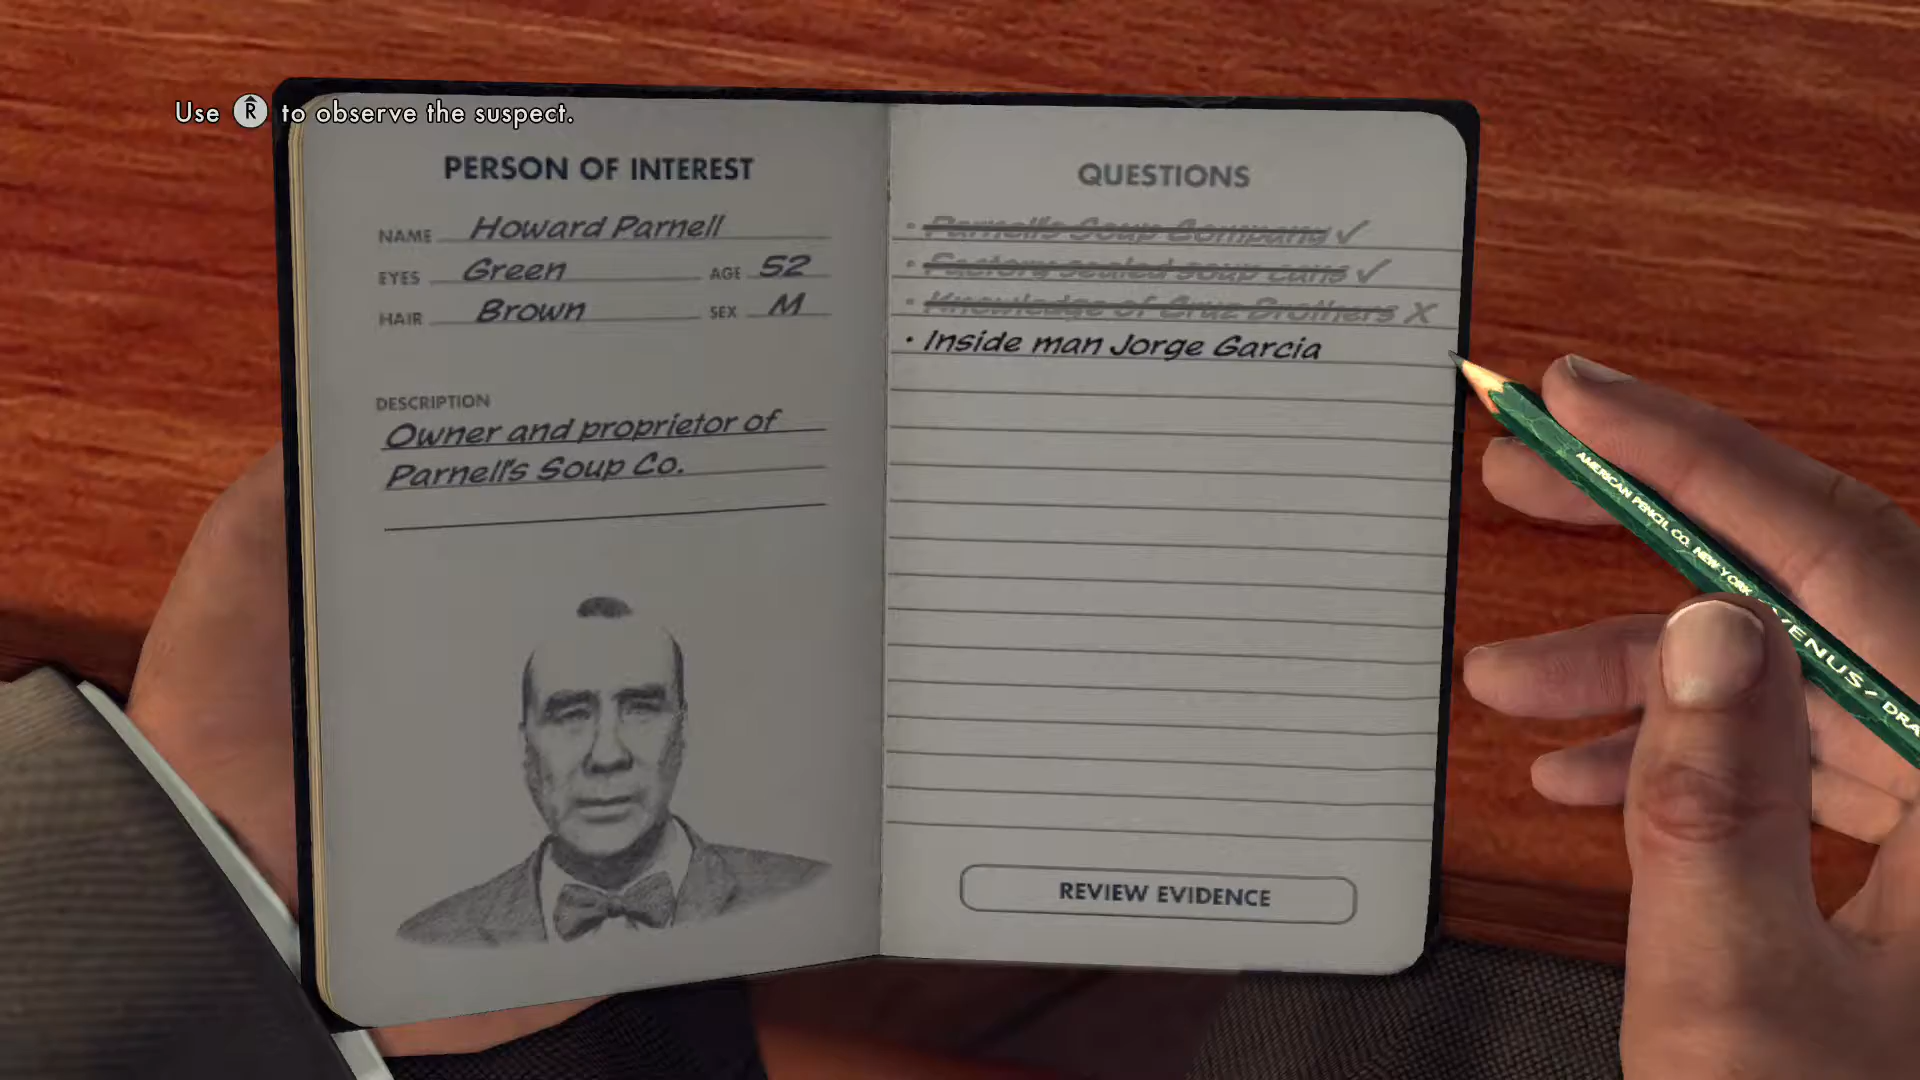 Use R to observe the suspect.
PERSON OF INTEREST
NAME Howard Parnell
EYES Green AGE 52
HAIR Brown SEX M
DESCRIPTION
Owner and proprietor of
Parnell's Soup Co.
QUESTIONS
• Parnell's Soup Company ✓
• Factory sealed soup cans ✓
• Knowledge of Cruz Brothers X
• Inside man Jorge Garcia
REVIEW EVIDENCE
AMERICAN PENCIL CO. NEW YORK VENUS DRA